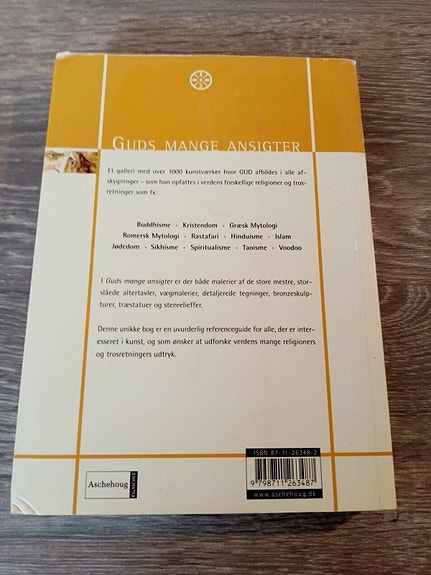 GUDS MANGE ANSIGTER
Et galleri med over 1000 kunstværker hvor GUD afbildes i alle af-
skygninger – som han opfattes i verdens forskellige religioner og tros-
retninger som fx:
Buddhisme • Kristendom • Græsk Mytologi
Romersk Mytologi • Rastafari • Hinduisme • Islam
Jødedom • Sikhisme • Spiritualisme • Taoisme • Voodoo
I Guds mange ansigter er der både malerier af de store mestre, stor-
slåede altertavler, vægmalerier, detaljerede tegninger, bronzeskulp-
turer, træstatuer og stenrelieffer.
Denne unikke bog er en uvurderlig referenceguide for alle, der er inter-
esseret i kunst, og som ønsker at udforske verdens mange religioners
og trosretningers udtryk.
ISBN 87-11-26348-2
9 798711 263487
www.aschehoug.dk
Aschehoug
EGMONT